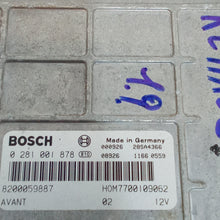 1.9.
BOSCH
Made in Germany
000926 28SA4366
0 281 001 878
00926 1166 0559
8200059887
HOM7700109062
AVANT
02 12V